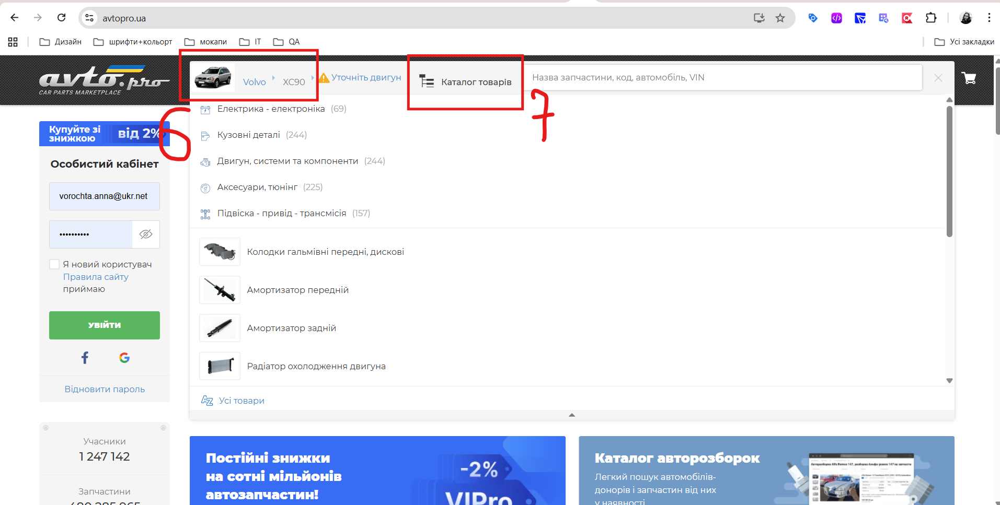 avtopro.ua
Дизайн
шрифти+кольорт
мокапи
IT
QA
Усі закладки
avto.pro
CAR PARTS MARKETPLACE
Volvo
XC90
Уточніть двигун
Каталог товарів
Назва запчастини, код, автомобіль, VIN
6
7
Купуйте зі
знижкою
від 2%
Особистий кабінет
vorochta.anna@ukr.net
••••••••••
Я новий користувач
Правила сайту
приймаю
УВІЙТИ
Відновити пароль
Учасники
1 247 142
Запчастини
Електрика - електроніка (69)
Кузовні деталі (244)
Двигун, системи та компоненти (244)
Аксесуари, тюнінг (225)
Підвіска - привід - трансмісія (157)
Колодки гальмівні передні, дискові
Амортизатор передній
Амортизатор задній
Радіатор охолодження двигуна
AZ Усі товари
Постійні знижки
на сотні мільйонів
автозапчастин!
-2%
VIPro
Каталог авторозборок
Легкий пошук автомобілів-
донорів і запчастин від них
у наявності